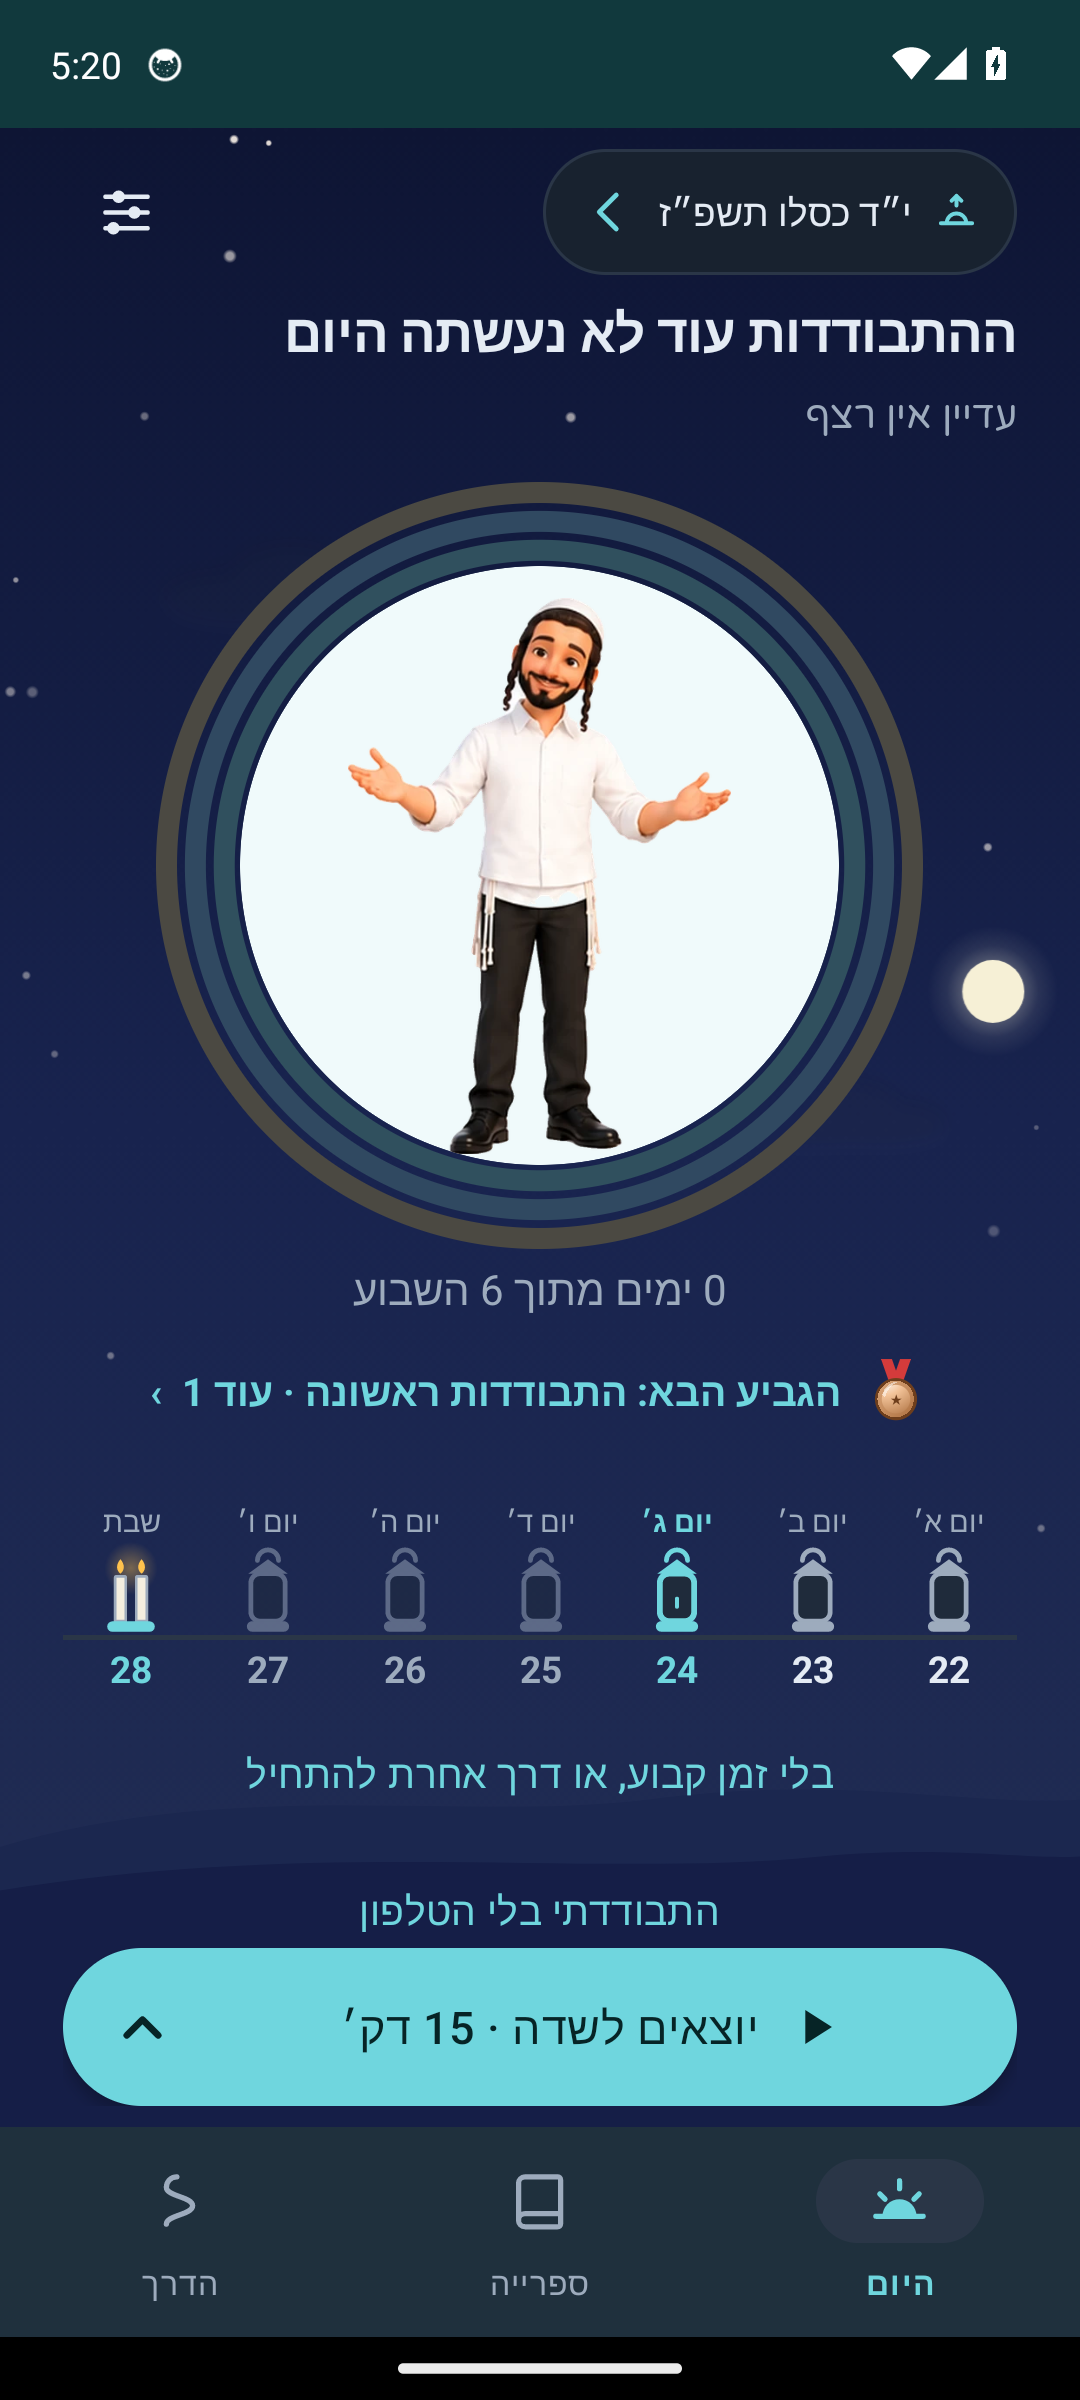 5:20
י״ד כסלו תשפ״ז
ההתבודדות עוד לא נעשתה היום
עדיין אין רצף
0 ימים מתוך 6 השבוע
הגביע הבא: התבודדות ראשונה · עוד 1 ›
יום א׳ יום ב׳ יום ג׳ יום ד׳ יום ה׳ יום ו׳ שבת
22 23 24 25 26 27 28
בלי זמן קבוע, או דרך אחרת להתחיל
התבודדתי בלי הטלפון
יוצאים לשדה · 15 דק׳
היום ספרייה הדרך